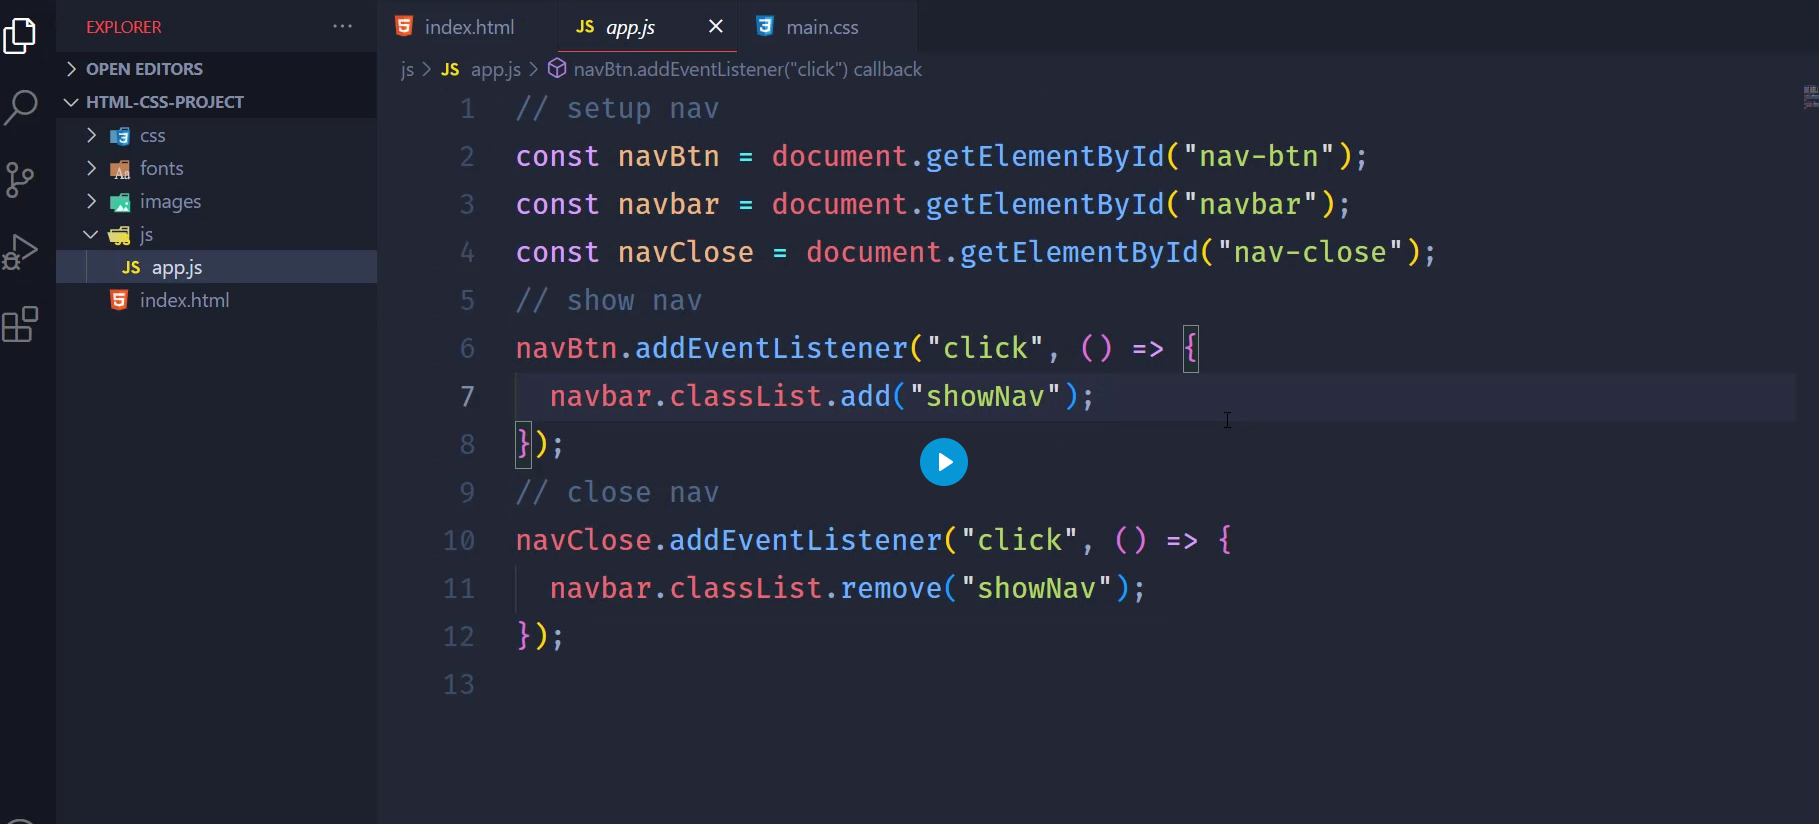 EXPLORER ...
OPEN EDITORS
HTML-CSS-PROJECT
css
fonts
images
js
JS app.js
index.html
index.html
JS app.js
main.css
js > JS app.js > navBtn.addEventListener("click") callback
1 // setup nav
2 const navBtn = document.getElementById("nav-btn");
3 const navbar = document.getElementById("navbar");
4 const navClose = document.getElementById("nav-close");
5 // show nav
6 navBtn.addEventListener("click", () => {
7 navbar.classList.add("showNav");
8 });
9 // close nav
10 navClose.addEventListener("click", () => {
11 navbar.classList.remove("showNav");
12 });
13